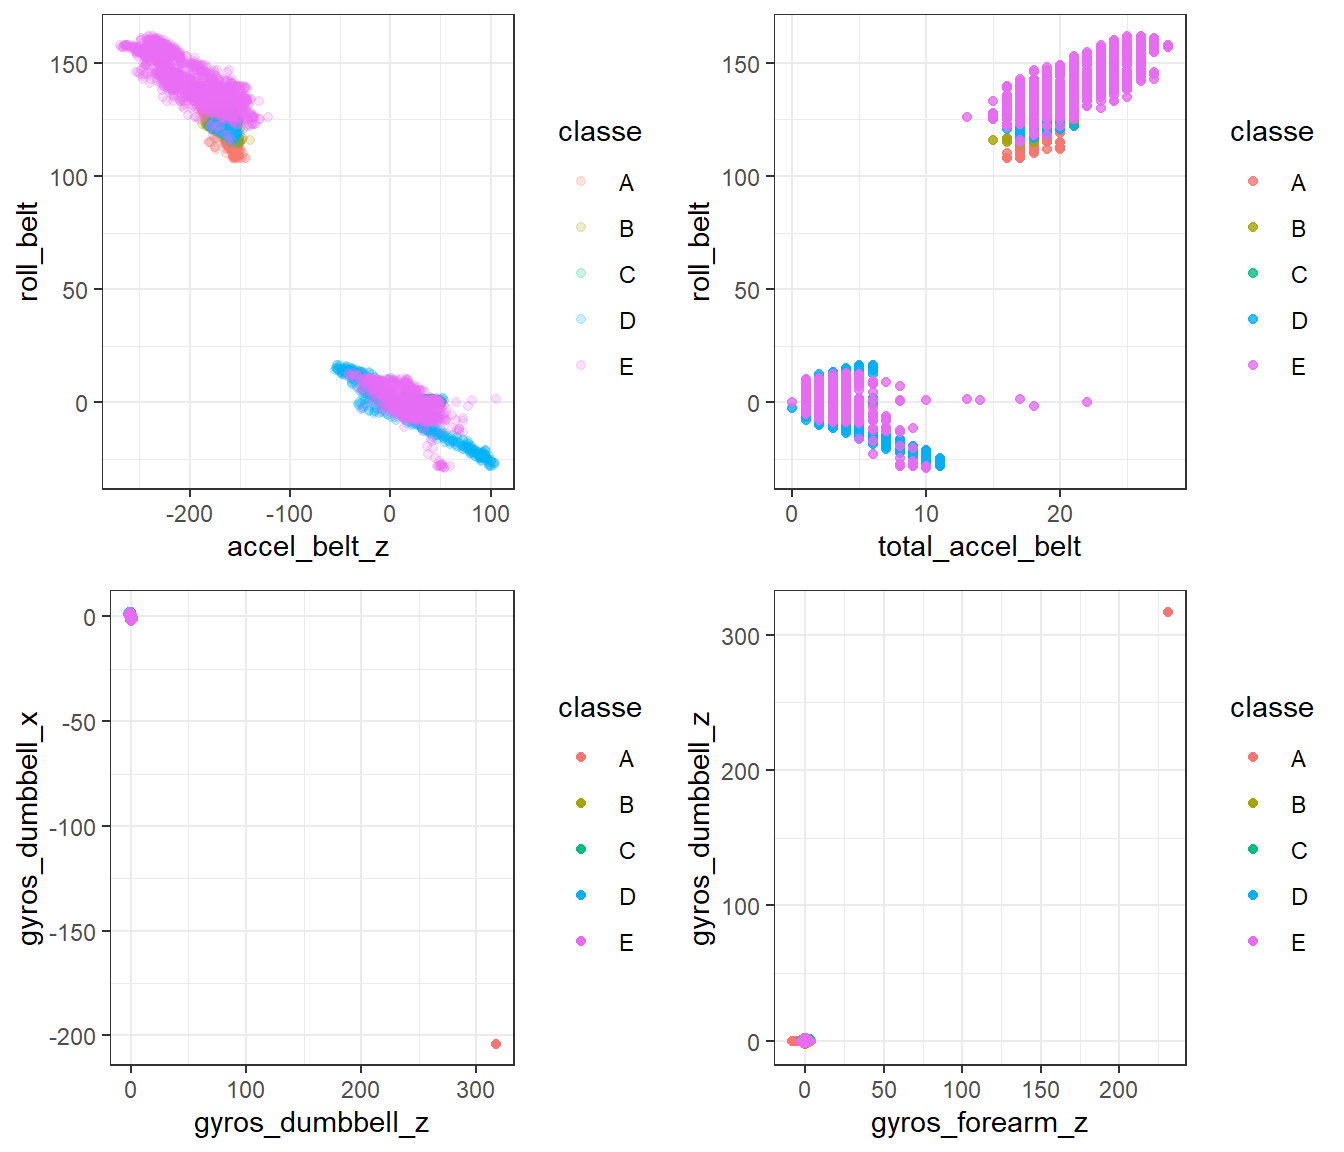 150
100
50
0
roll_belt
-200 -100 0 100
accel_belt_z
classe
A
B
C
D
E
150
100
50
0
roll_belt
0 10 20
total_accel_belt
classe
A
B
C
D
E
0
-50
-100
-150
-200
gyros_dumbbell_x
0 100 200 300
gyros_dumbbell_z
classe
A
B
C
D
E
300
200
100
0
gyros_dumbbell_z
0 50 100 150 200
gyros_forearm_z
classe
A
B
C
D
E